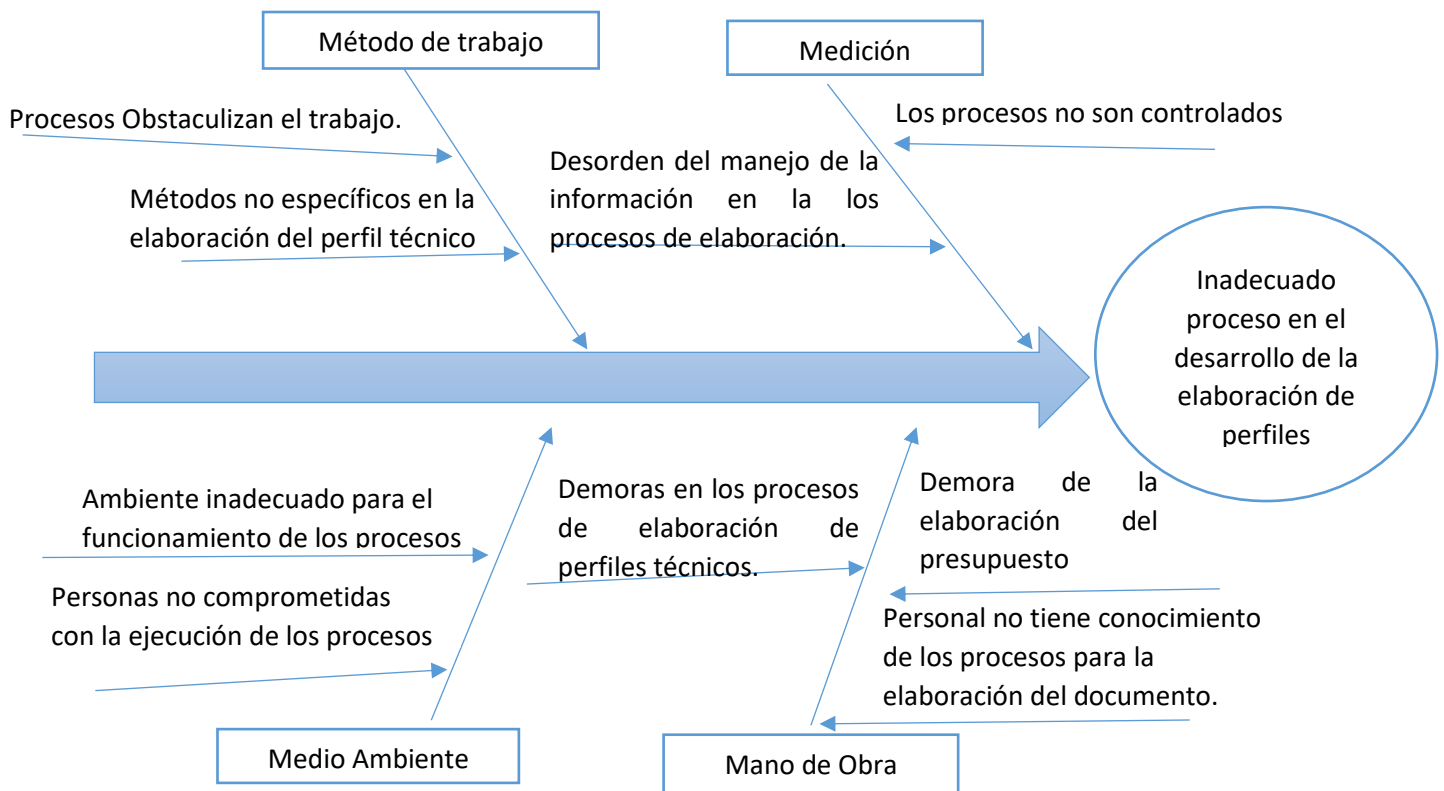 Método de trabajo
Medición
Procesos Obstaculizan el trabajo.
Los procesos no son controlados
Métodos no específicos en la
elaboración del perfil técnico
Desorden del manejo de la
información en la los
procesos de elaboración.
Inadecuado
proceso en el
desarrollo de la
elaboración de
perfiles
Ambiente inadecuado para el
funcionamiento de los procesos
Personas no comprometidas
con la ejecución de los procesos
Demoras en los procesos
de elaboración de
perfiles técnicos.
Demora de la
elaboración del
presupuesto
Personal no tiene conocimiento
de los procesos para la
elaboración del documento.
Medio Ambiente
Mano de Obra